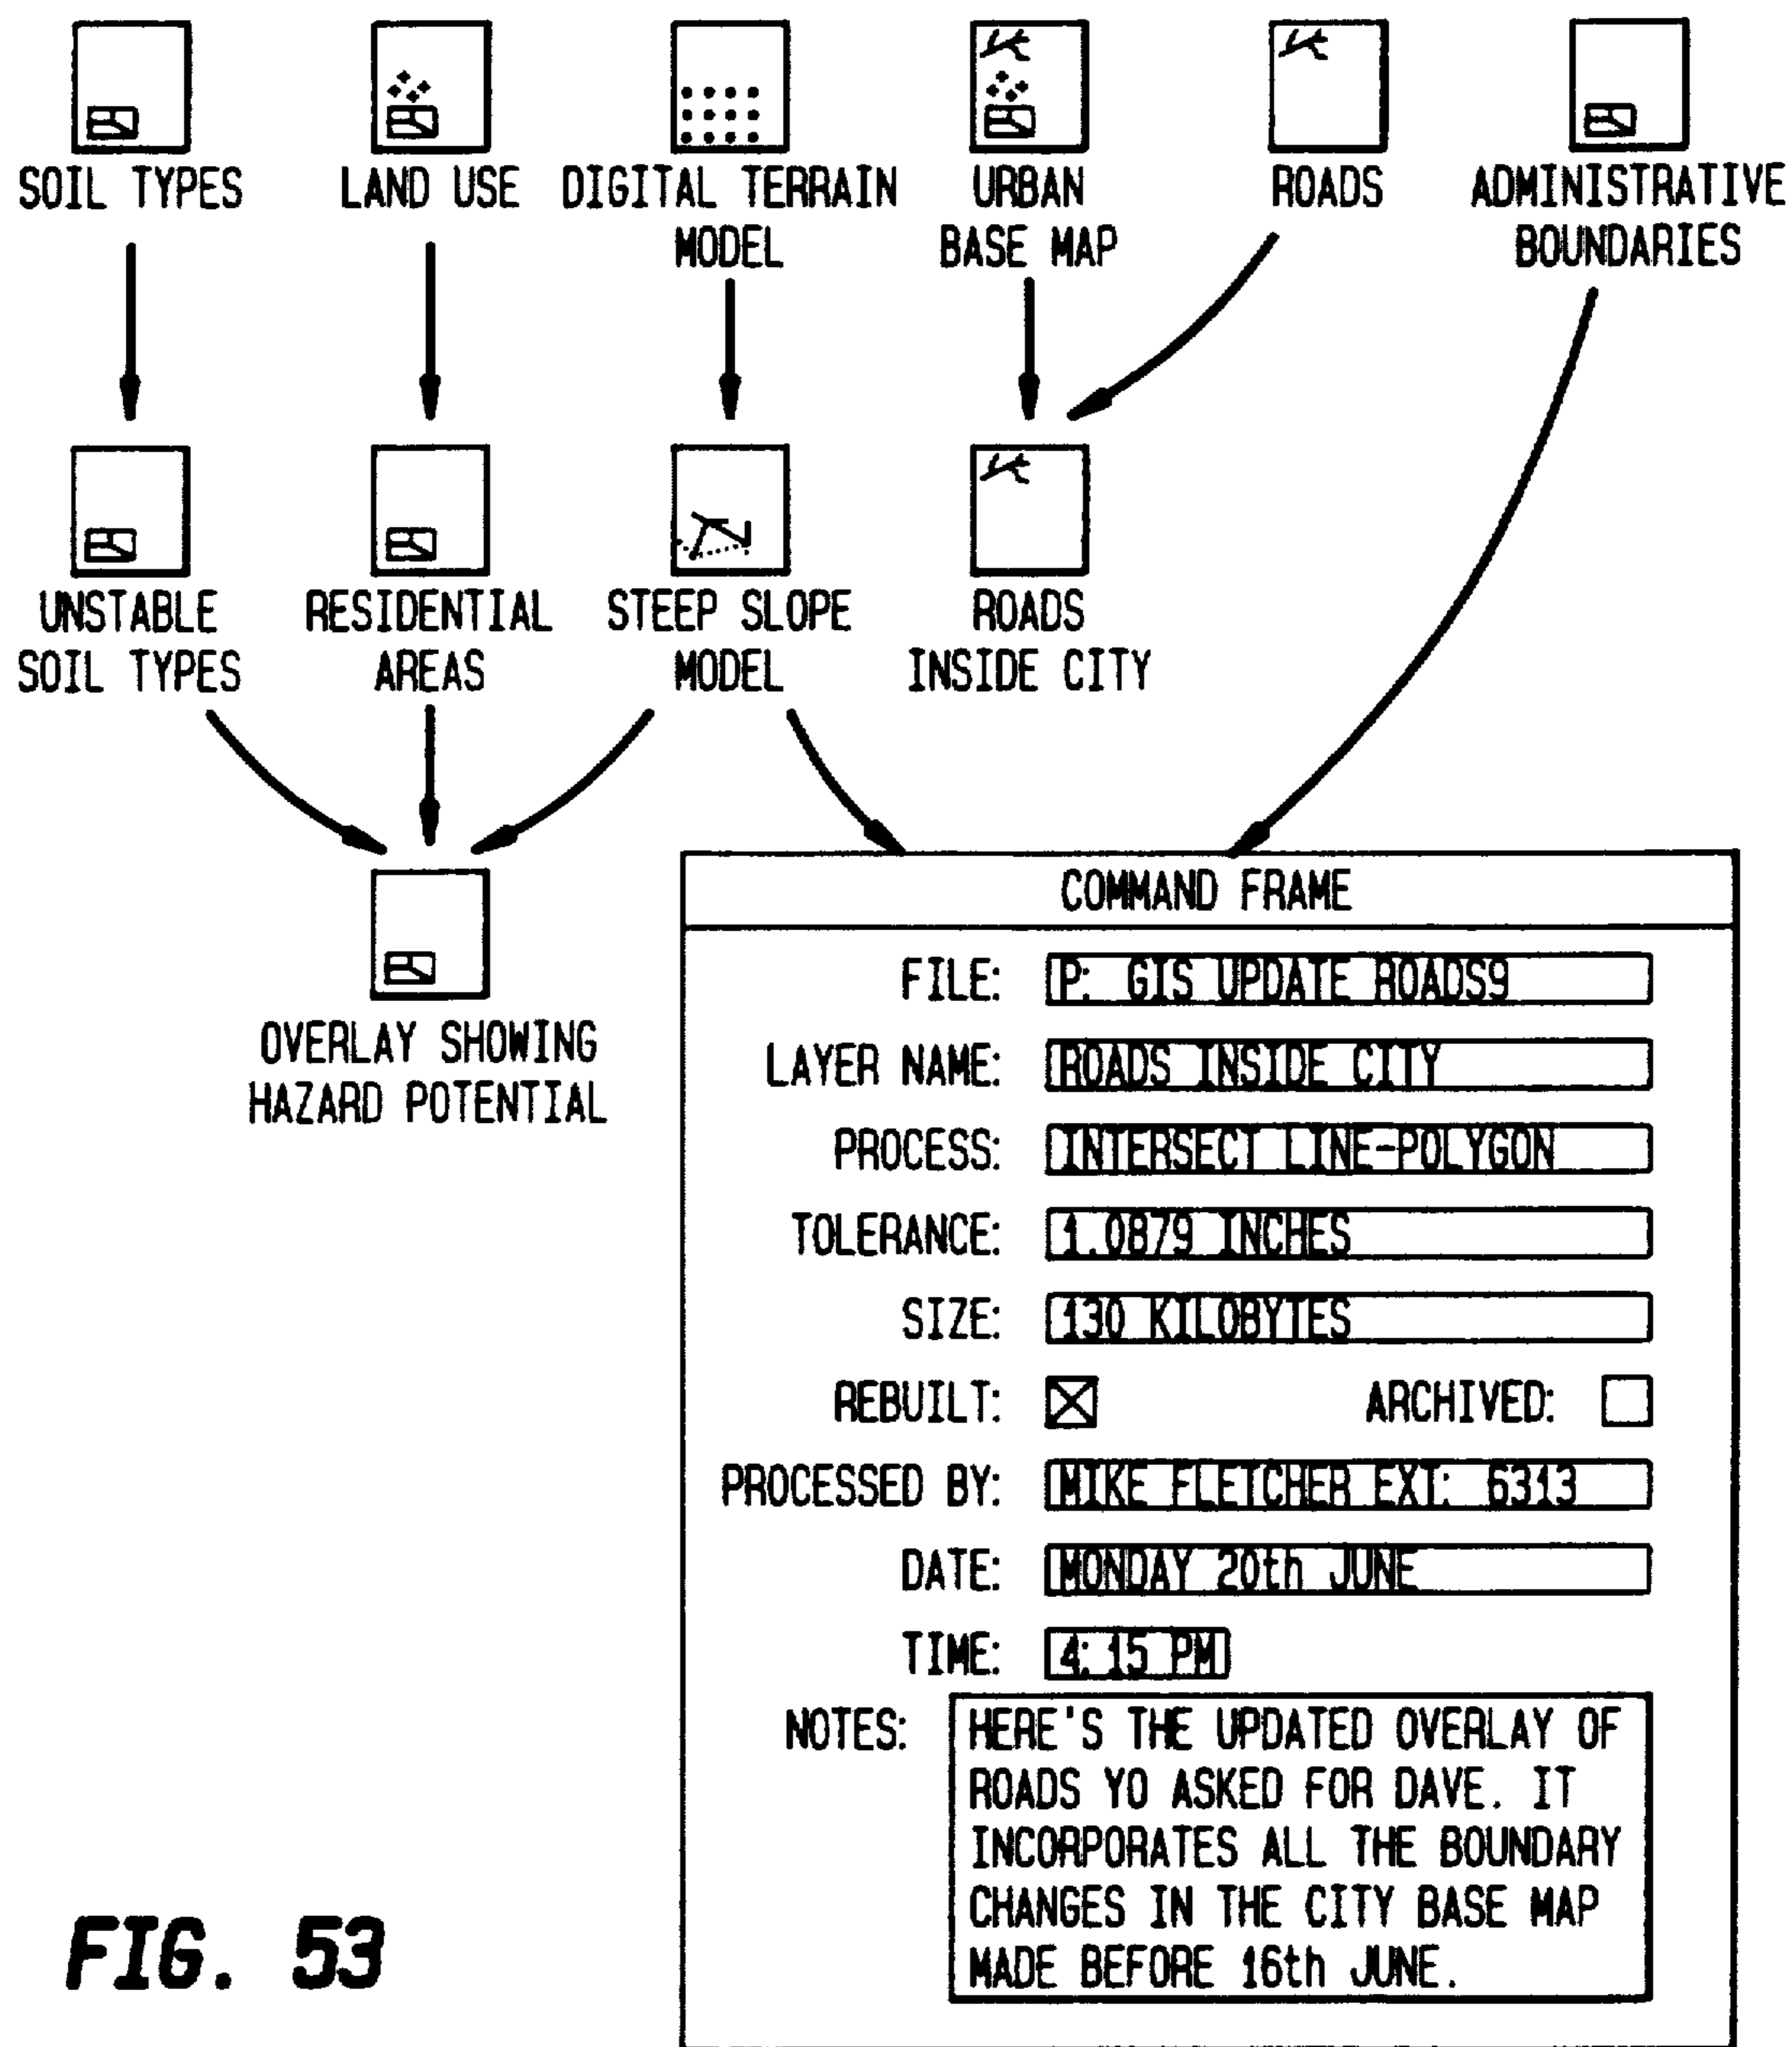 SOIL TYPES
LAND USE
DIGITAL TERRAIN
MODEL
URBAN
BASE MAP
ROADS
ADMINISTRATIVE
BOUNDARIES
UNSTABLE
SOIL TYPES
RESIDENTIAL
AREAS
STEEP SLOPE
MODEL
ROADS
INSIDE CITY
OVERLAY SHOWING
HAZARD POTENTIAL
COMMAND FRAME
FILE: P: GIS UPDATE ROADS9
LAYER NAME: ROADS INSIDE CITY
PROCESS: INTERSECT LINE-POLYGON
TOLERANCE: 1.0879 INCHES
SIZE: 130 KILOBYTES
REBUILT: ARCHIVED:
PROCESSED BY: MIKE FLETCHER EXT: 6313
DATE: MONDAY 20th JUNE
TIME: 4:15 PM
NOTES: HERE'S THE UPDATED OVERLAY OF
ROADS YO ASKED FOR DAVE. IT
INCORPORATES ALL THE BOUNDARY
CHANGES IN THE CITY BASE MAP
MADE BEFORE 16th JUNE.
FIG. 53